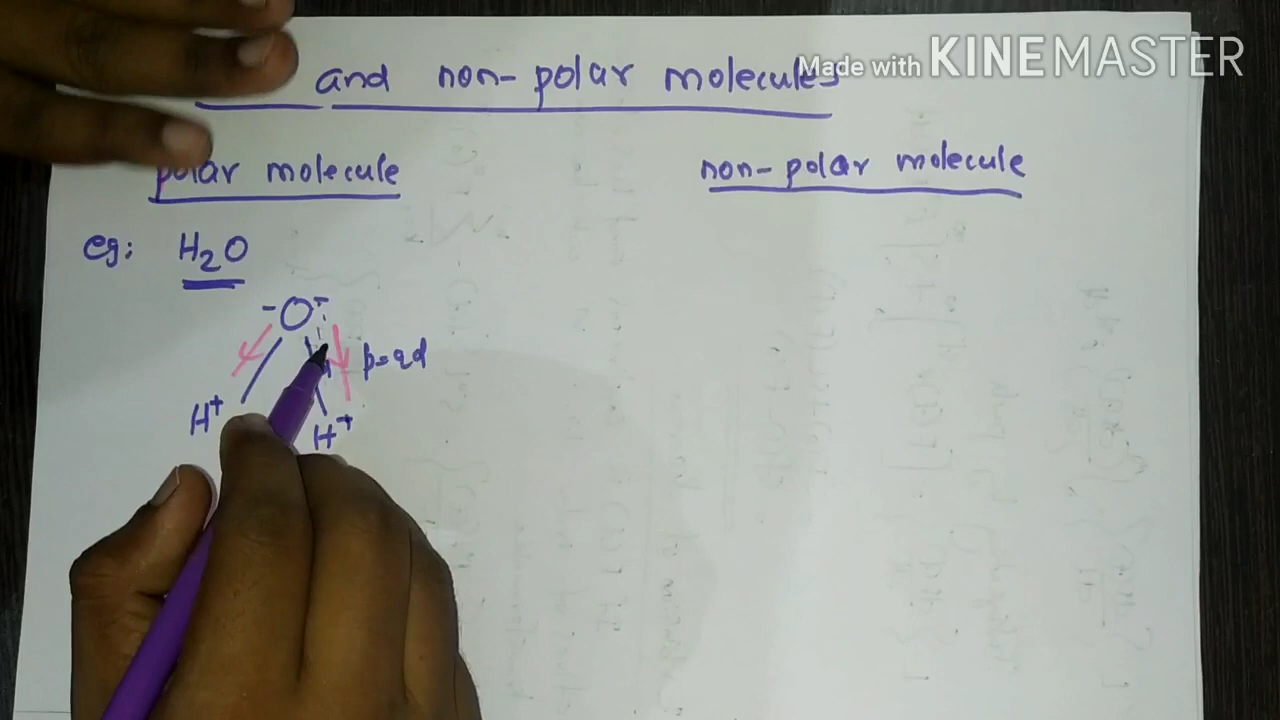 Made with KINEMASTER
and non-polar molecules
polar molecule
non-polar molecule
eg: H₂O
-O-
p=qd
H⁺
H⁺